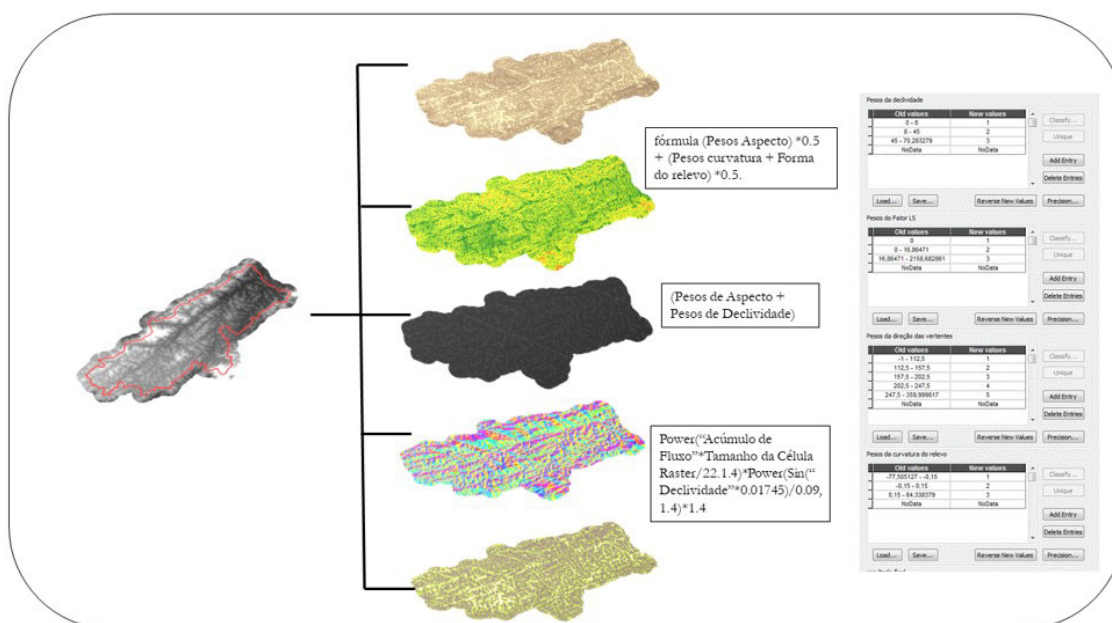 fórmula (Pesos Aspecto) *0.5
+ (Pesos curvatura + Forma
do relevo) *0.5.
(Pesos de Aspecto +
Pesos de Declividade)
Power(“Acúmulo de
Fluxo”*Tamanho da Célula
Raster/22.1.4)*Power(Sin(“
Declividade”*0.01745)/0.09,
1.4)*1.4
Pesos da declividade
Old values New values
0 - 8 1
8 - 45 2
45 - 70,283279 3
NoData NoData
Classify...
Unique
Add Entry
Delete Entries
Load... Save... Reverse New Values Precision...
Pesos do Fator LS
Old values New values
0 1
0 - 16,86471 2
16,86471 - 2158,682861 3
NoData NoData
Classify...
Unique
Add Entry
Delete Entries
Load... Save... Reverse New Values Precision...
Pesos da direção das vertentes
Old values New values
-1 - 112,5 1
112,5 - 157,5 2
157,5 - 202,5 3
202,5 - 247,5 4
247,5 - 359,999817 5
NoData NoData
Classify...
Unique
Add Entry
Delete Entries
Load... Save... Reverse New Values Precision...
Pesos da curvatura do relevo
Old values New values
-77,505127 - -0,15 1
-0,15 - 0,15 2
0,15 - 64,338379 3
NoData NoData
Classify...
Unique
Add Entry
Delete Entries
Load... Save... Reverse New Values Precision...